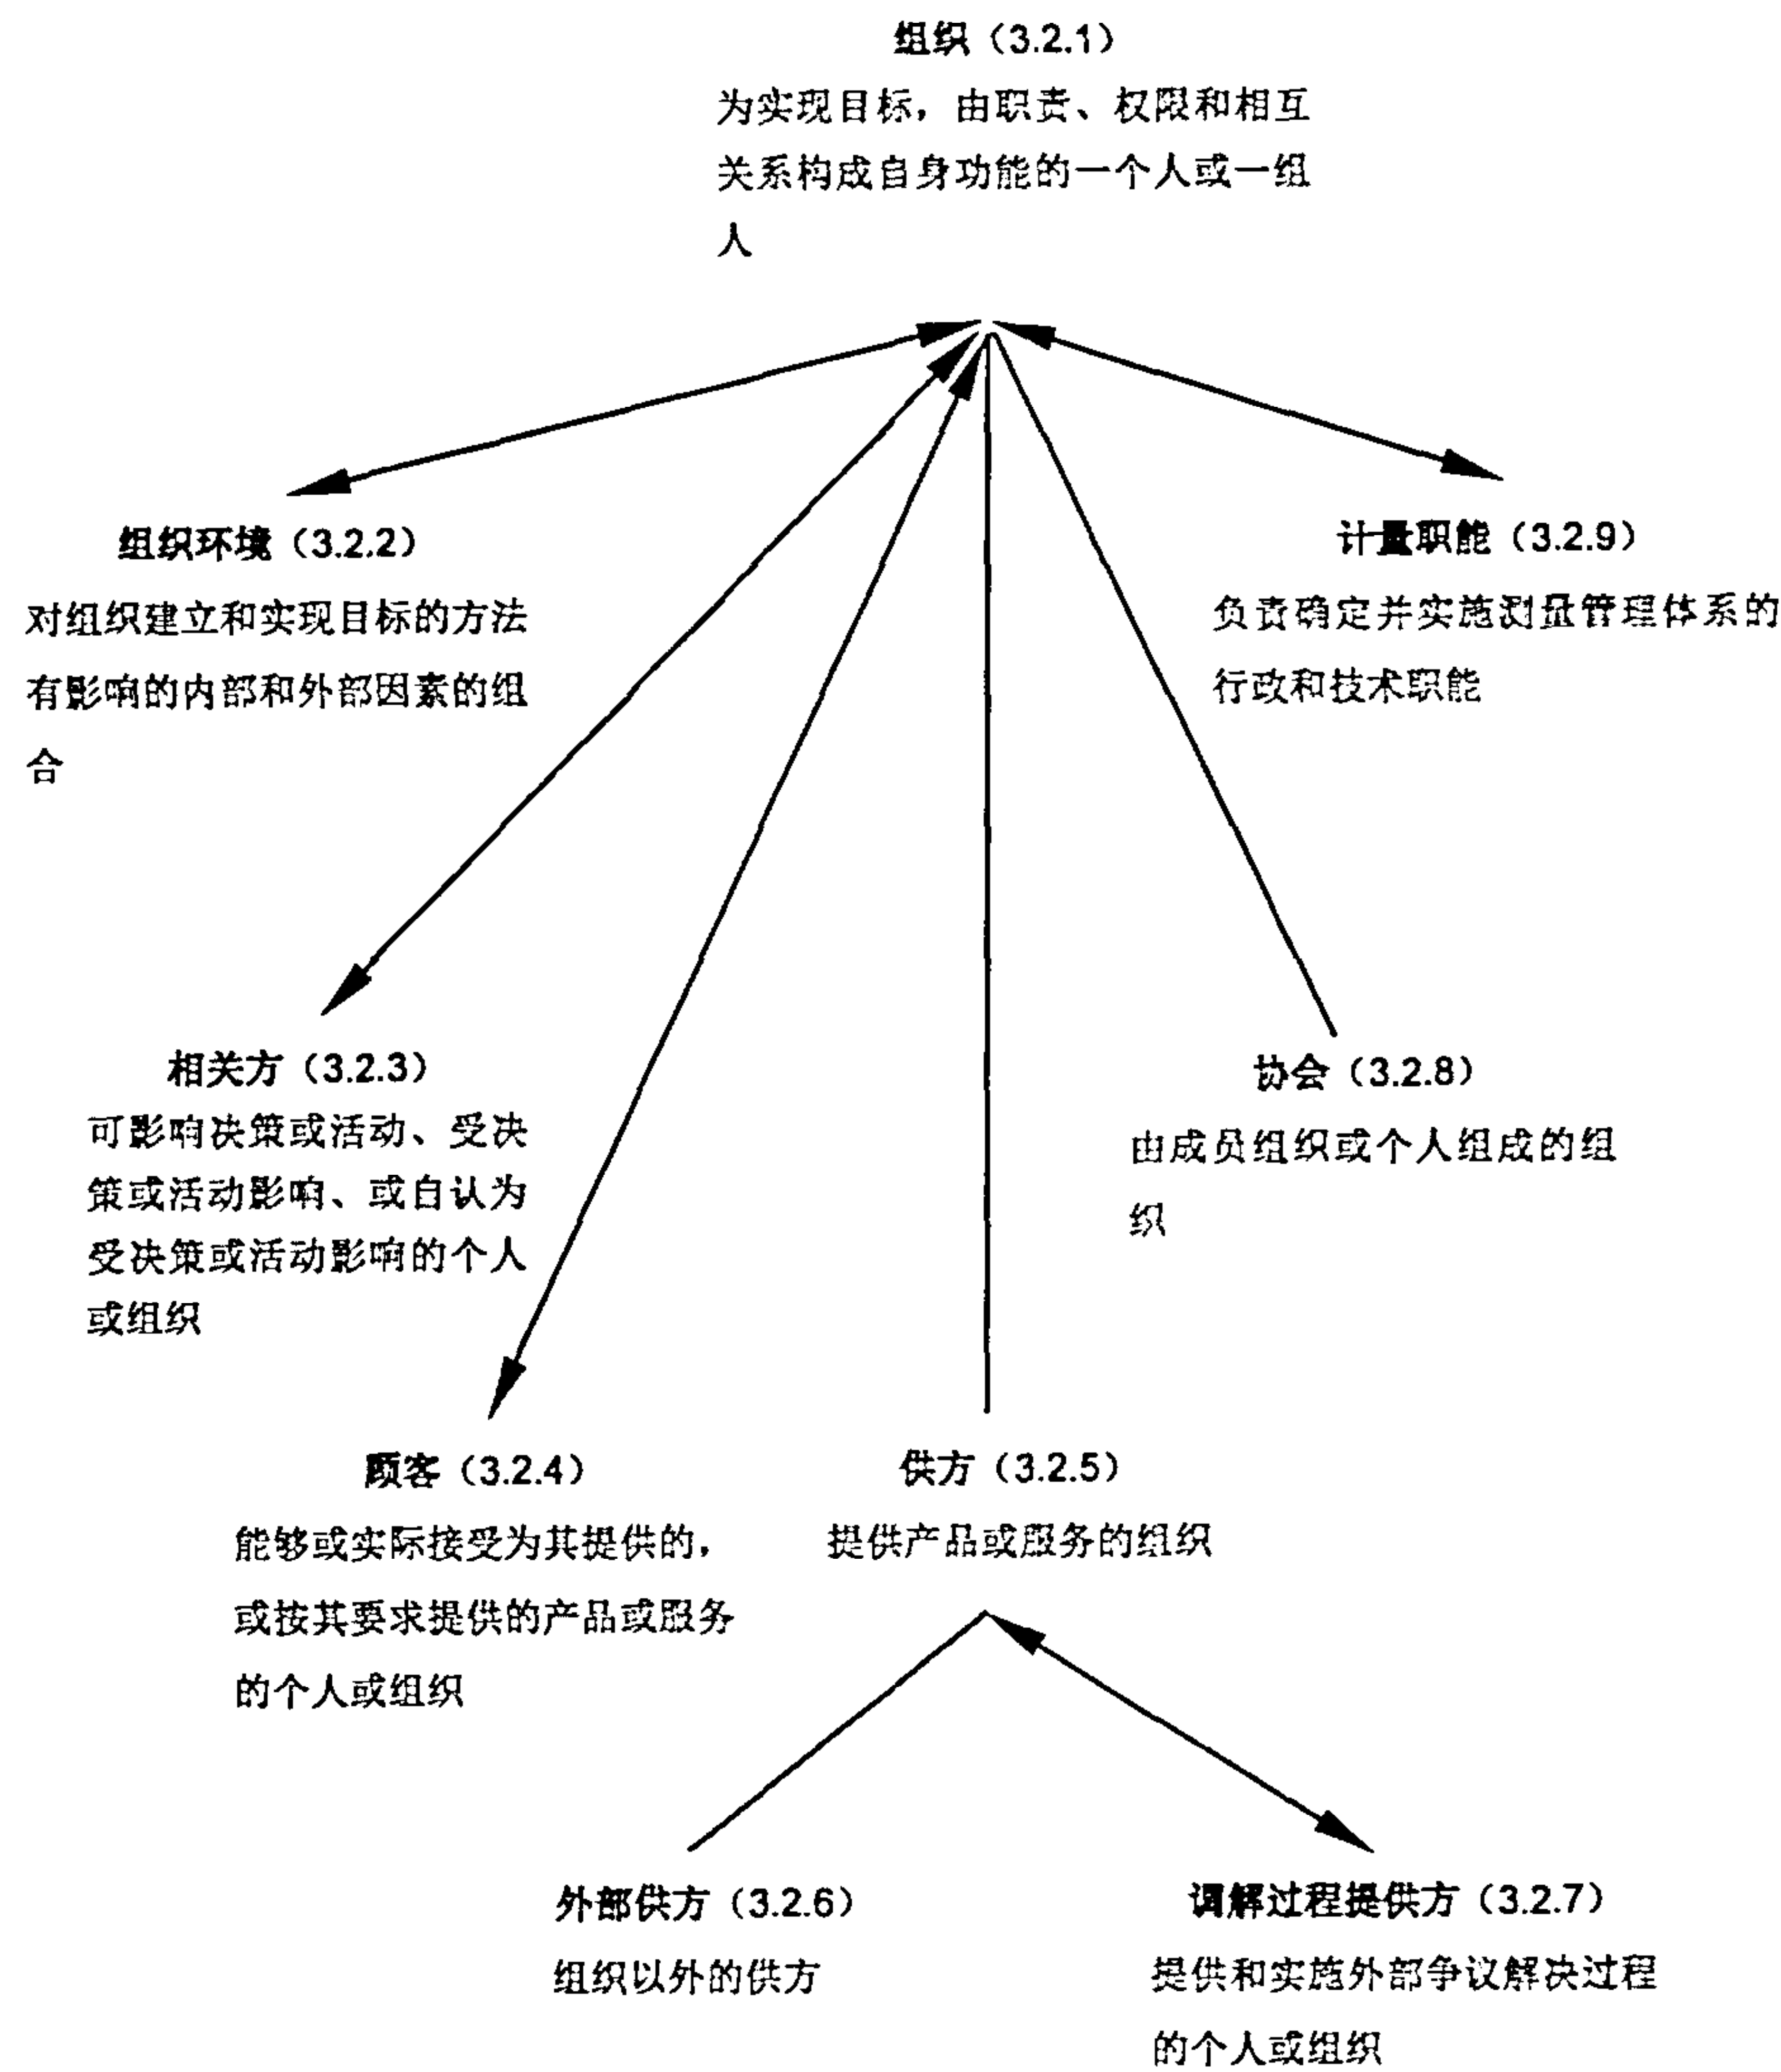 组织（3.2.1）
为实现目标，由职责、权限和相互
关系构成自身功能的一个人或一组
人
组织环境（3.2.2）
对组织建立和实现目标的方法
有影响的内部和外部因素的组
合
计量职能（3.2.9）
负责确定并实施测量管理体系的
行政和技术职能
相关方（3.2.3）
可影响决策或活动、受决
策或活动影响、或自认为
受决策或活动影响的个人
或组织
协会（3.2.8）
由成员组织或个人组成的组
织
顾客（3.2.4）
能够或实际接受为其提供的，
或按其要求提供的产品或服务
的个人或组织
供方（3.2.5）
提供产品或服务的组织
外部供方（3.2.6）
组织以外的供方
调解过程提供方（3.2.7）
提供和实施外部争议解决过程
的个人或组织